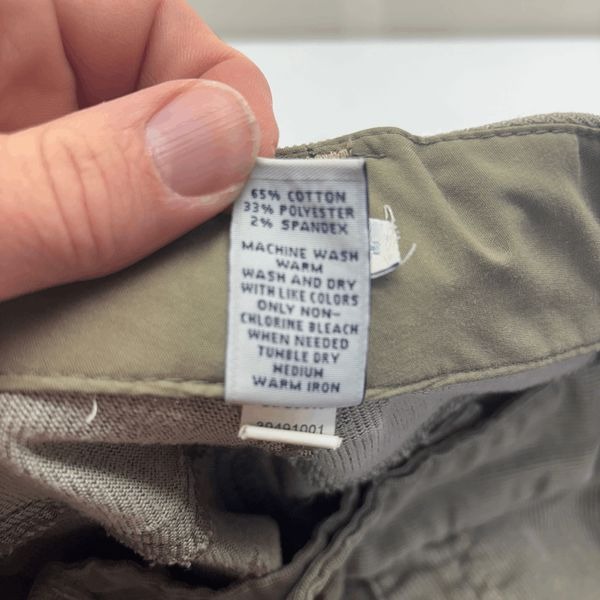 65% COTTON
33% POLYESTER
2% SPANDEX
MACHINE WASH
WARM
WASH AND DRY
WITH LIKE COLORS
ONLY NON-
CHLORINE BLEACH
WHEN NEEDED
TUMBLE DRY
MEDIUM
WARM IRON
39491001